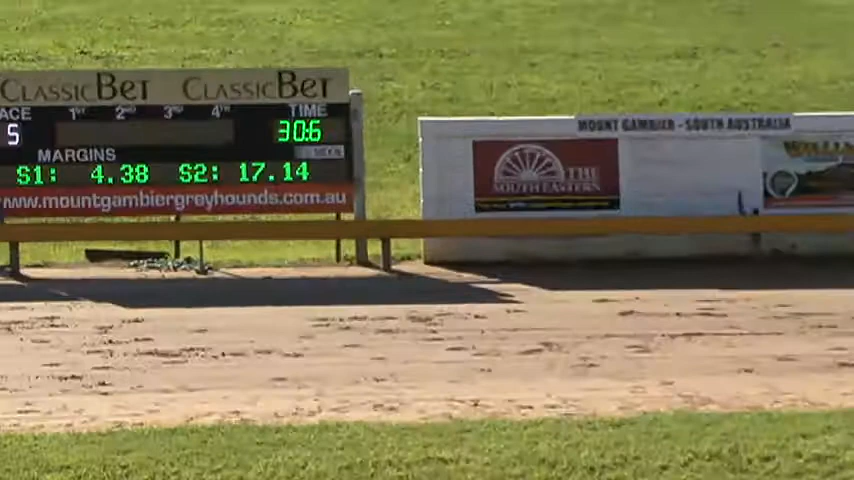 CLASSICBET CLASSICBET
ACE 1ST 2ND 3RD 4TH TIME
5 30:6
MARGINS
S1: 4.38 S2: 17.14
www.mountgambiergreyhounds.com.au
MOUNT GAMBIER - SOUTH AUSTRALIA
THE
SOUTH EASTERN